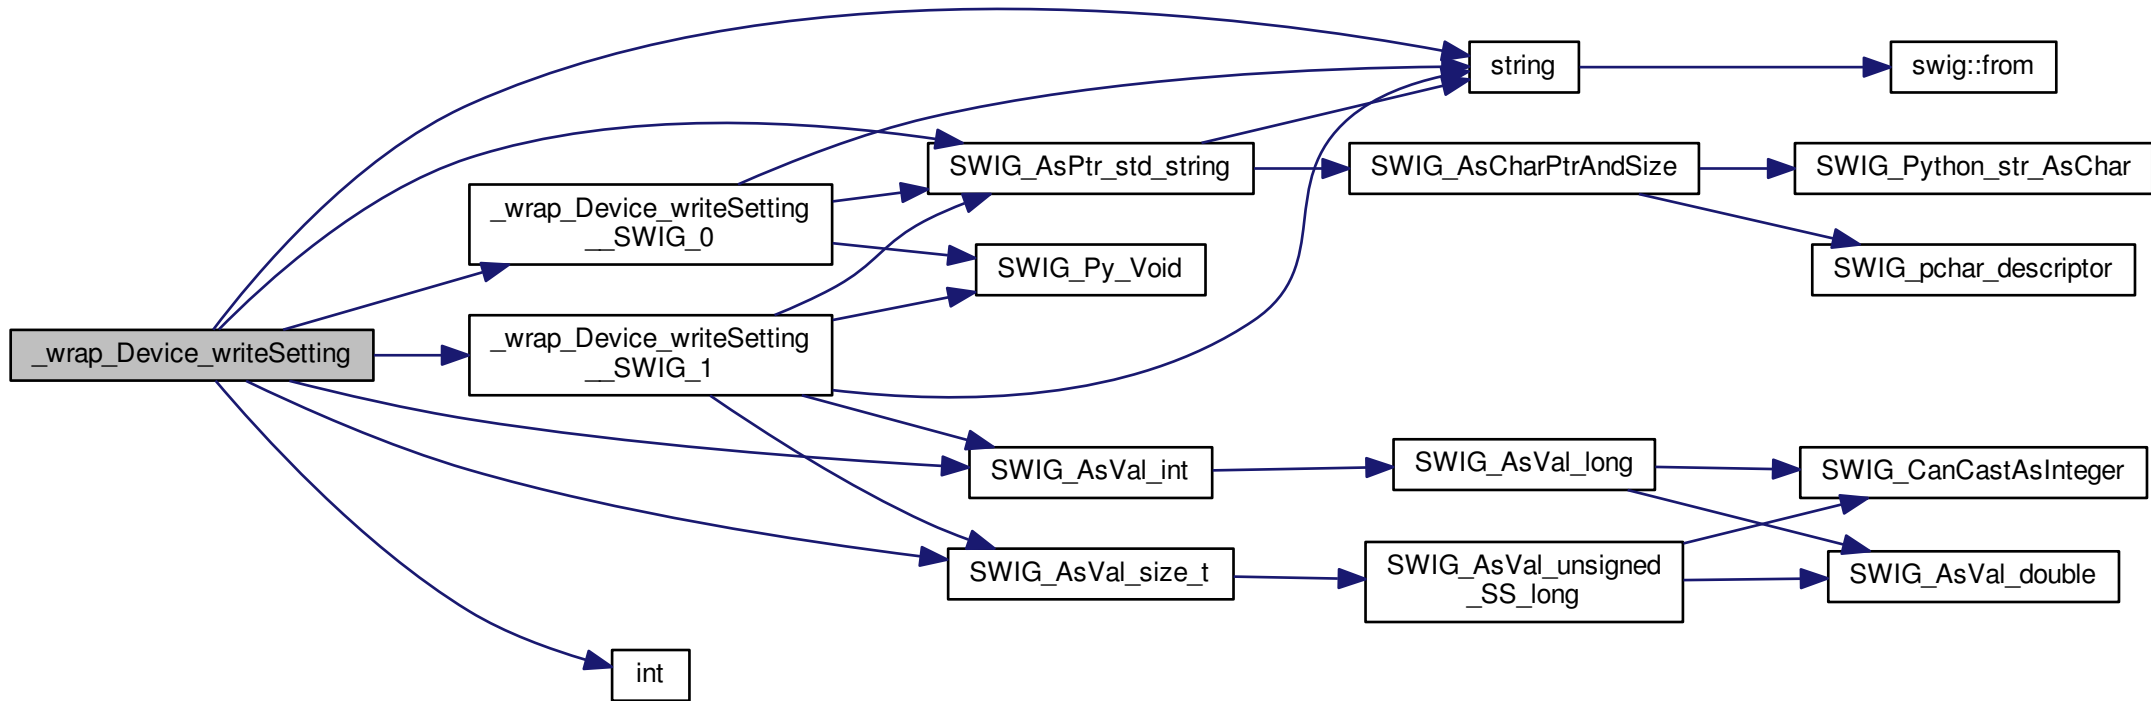 string
swig::from
SWIG_AsPtr_std_string
SWIG_AsCharPtrAndSize
SWIG_Python_str_AsChar
_wrap_Device_writeSetting
__SWIG_0
SWIG_Py_Void
SWIG_pchar_descriptor
_wrap_Device_writeSetting
_wrap_Device_writeSetting
__SWIG_1
SWIG_AsVal_int
SWIG_AsVal_long
SWIG_CanCastAsInteger
SWIG_AsVal_size_t
SWIG_AsVal_unsigned
_SS_long
SWIG_AsVal_double
int